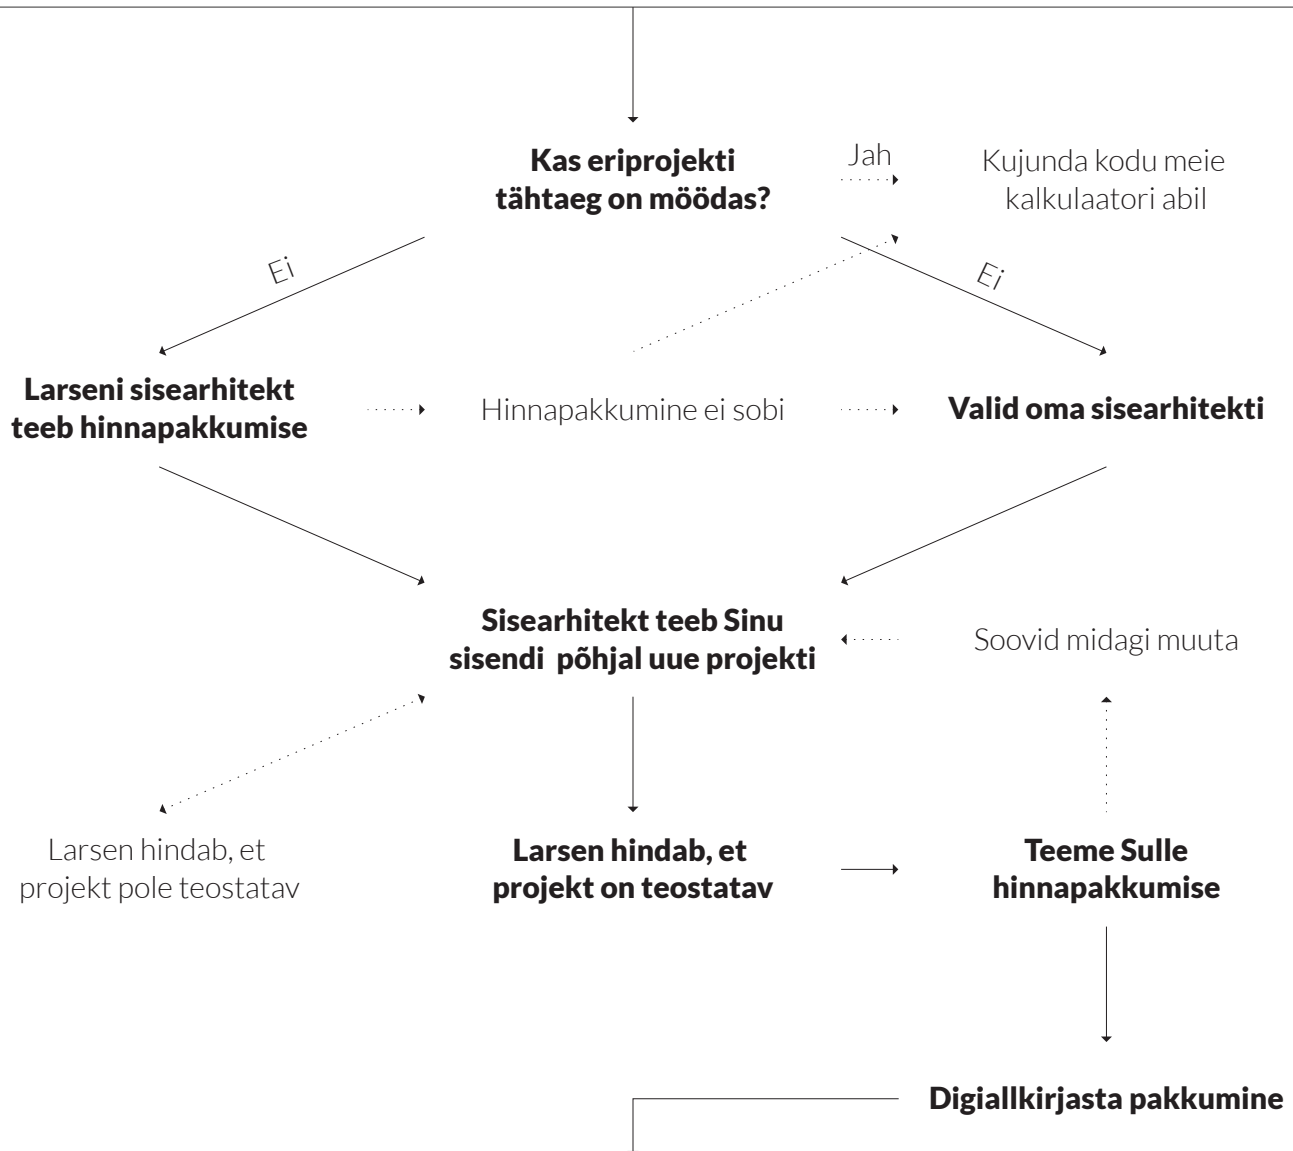 Kas eriprojekti
tähtaeg on möödas?
Jah
Kujunda kodu meie
kalkulaatori abil
Ei
Ei
Larseni sisearhitekt
teeb hinnapakkumise
Hinnapakkumine ei sobi
Valid oma sisearhitekti
Sisearhitekt teeb Sinu
sisendi põhjal uue projekti
Soovid midagi muuta
Larsen hindab, et
projekt pole teostatav
Larsen hindab, et
projekt on teostatav
Teeme Sulle
hinnapakkumise
Digiallkirjasta pakkumine